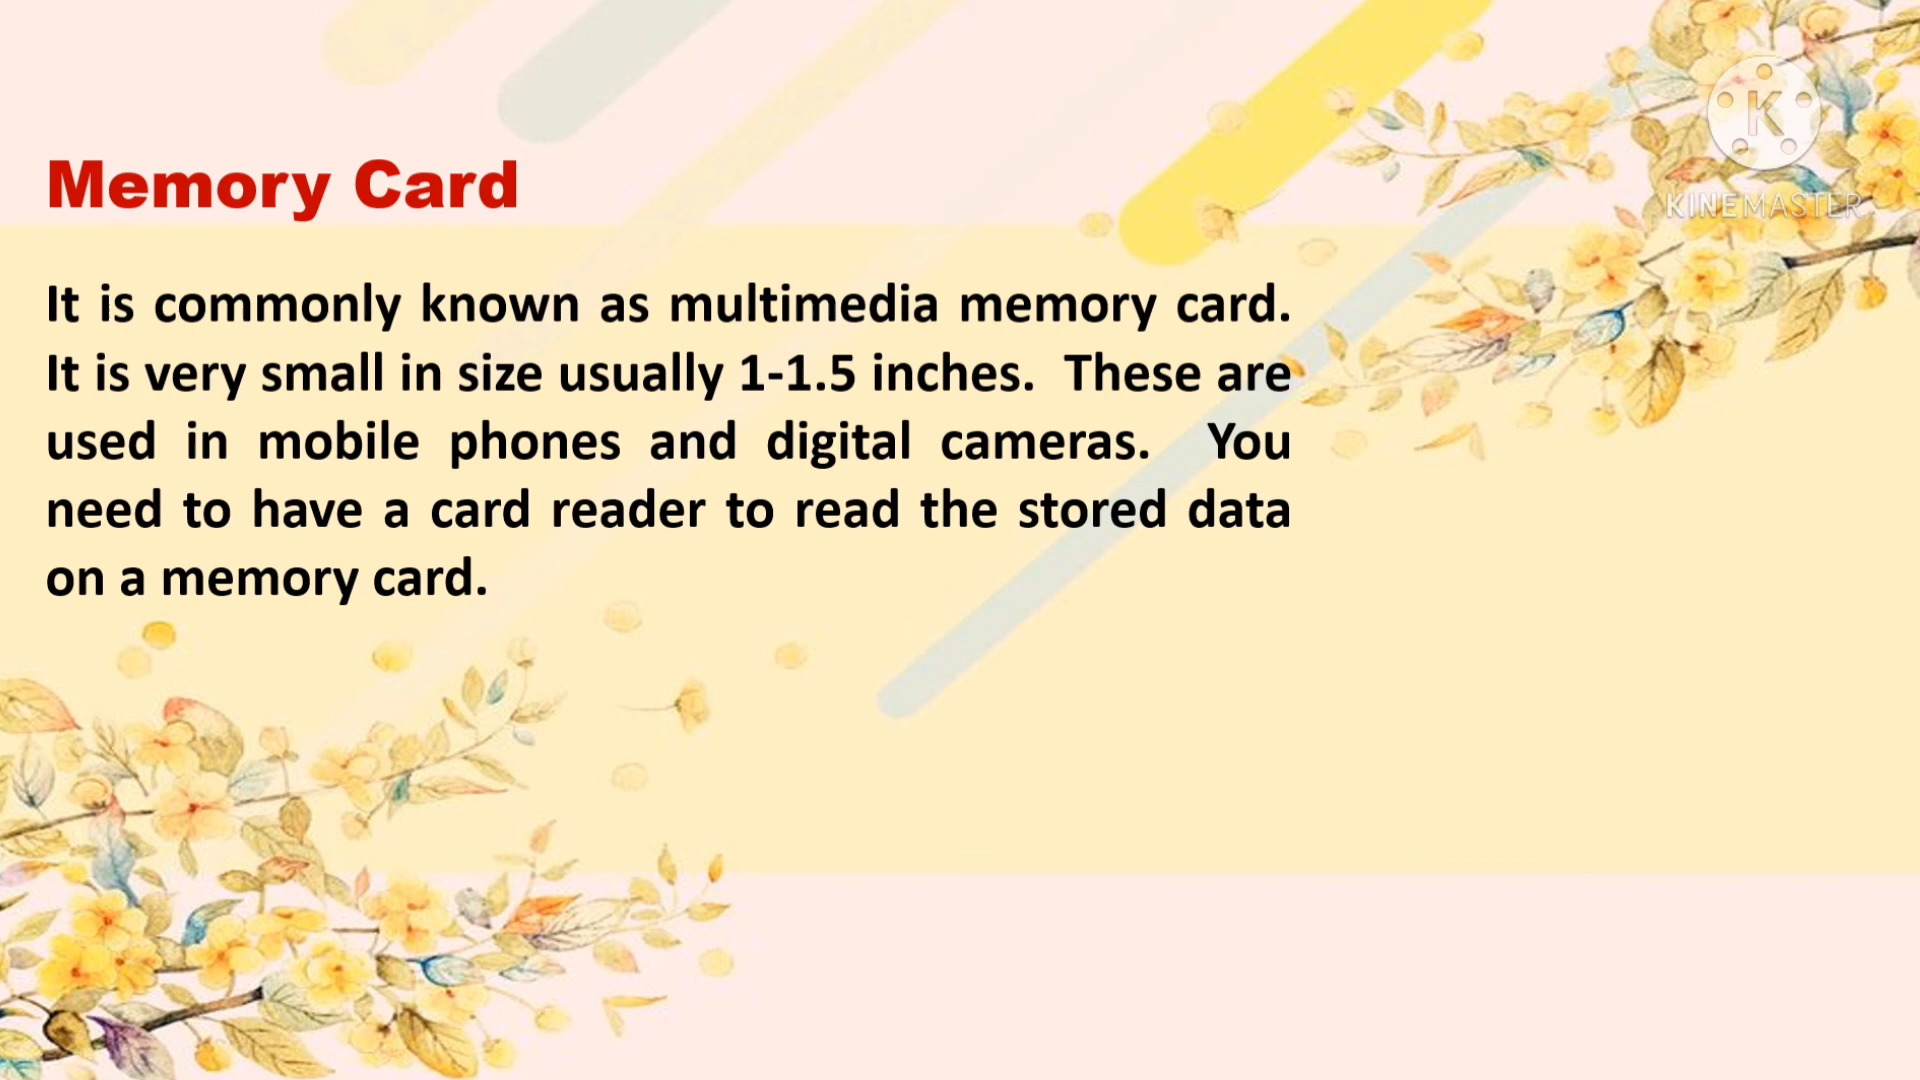 K
KINEMASTER
Memory Card
It is commonly known as multimedia memory card.
It is very small in size usually 1-1.5 inches. These are
used in mobile phones and digital cameras. You
need to have a card reader to read the stored data
on a memory card.